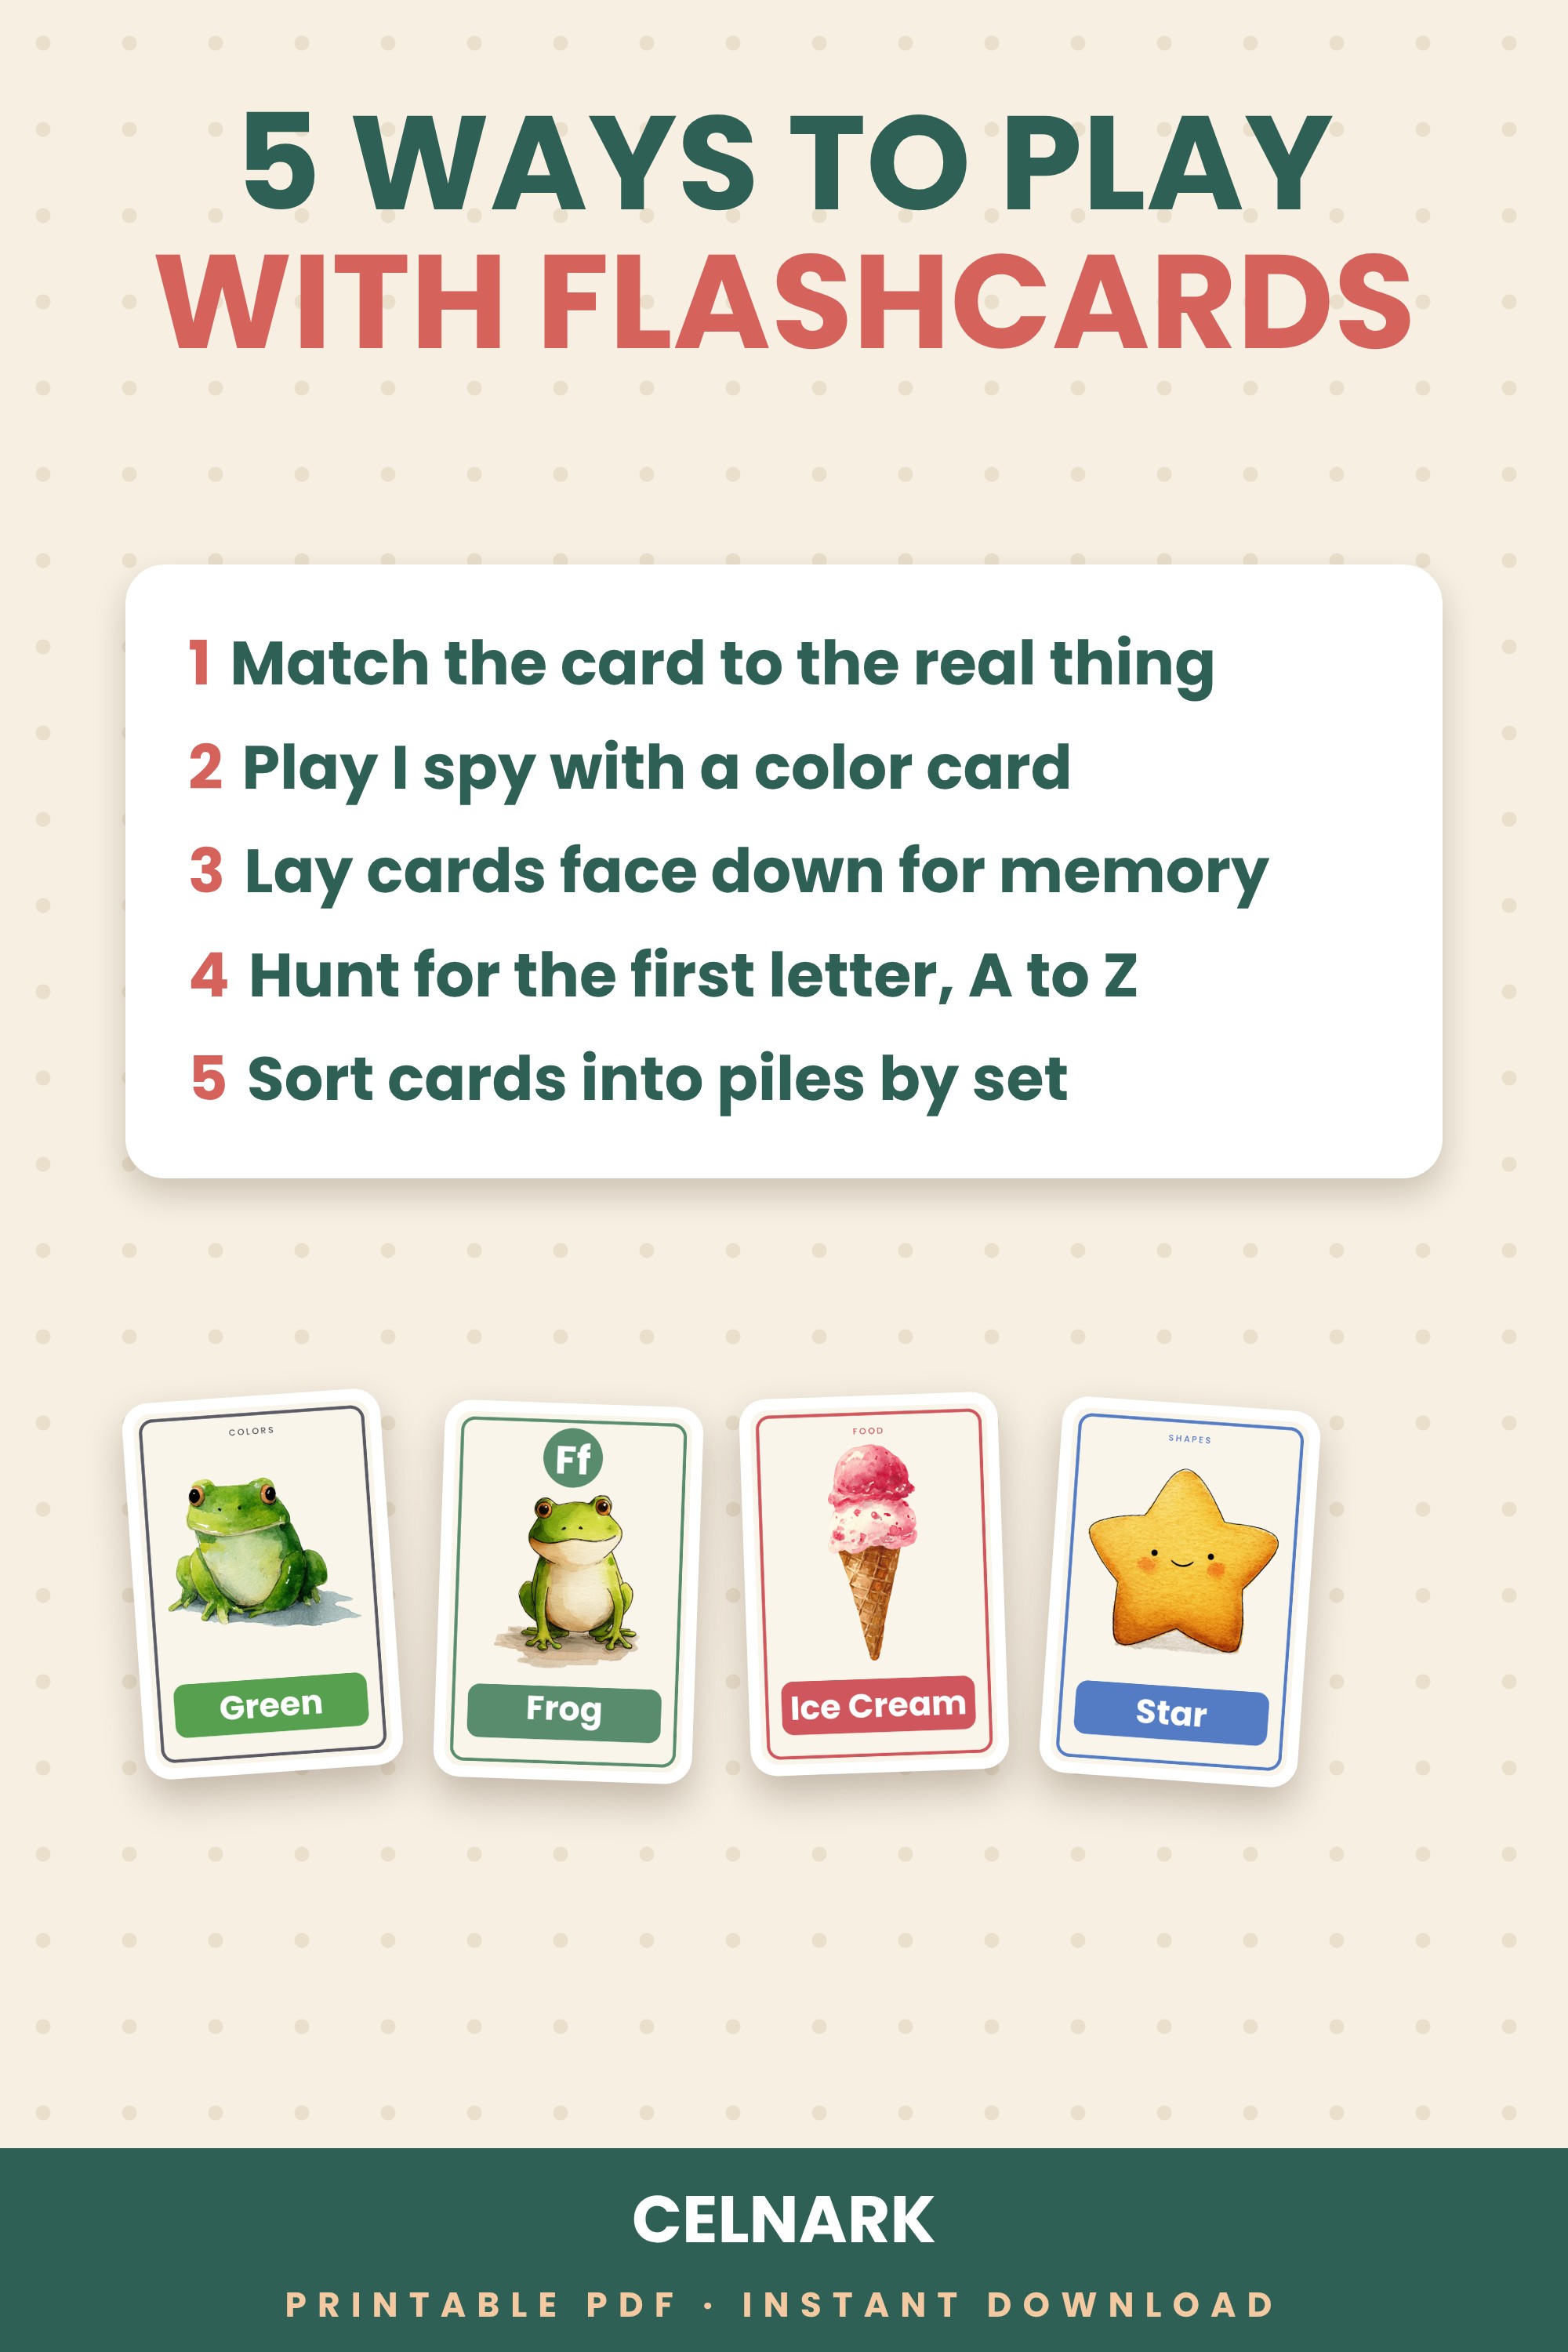 5 WAYS TO PLAY
WITH FLASHCARDS
1 Match the card to the real thing
2 Play I spy with a color card
3 Lay cards face down for memory
4 Hunt for the first letter, A to Z
5 Sort cards into piles by set
COLORS
Green
Ff
Frog
FOOD
Ice Cream
SHAPES
Star
CELNARK
PRINTABLE PDF · INSTANT DOWNLOAD